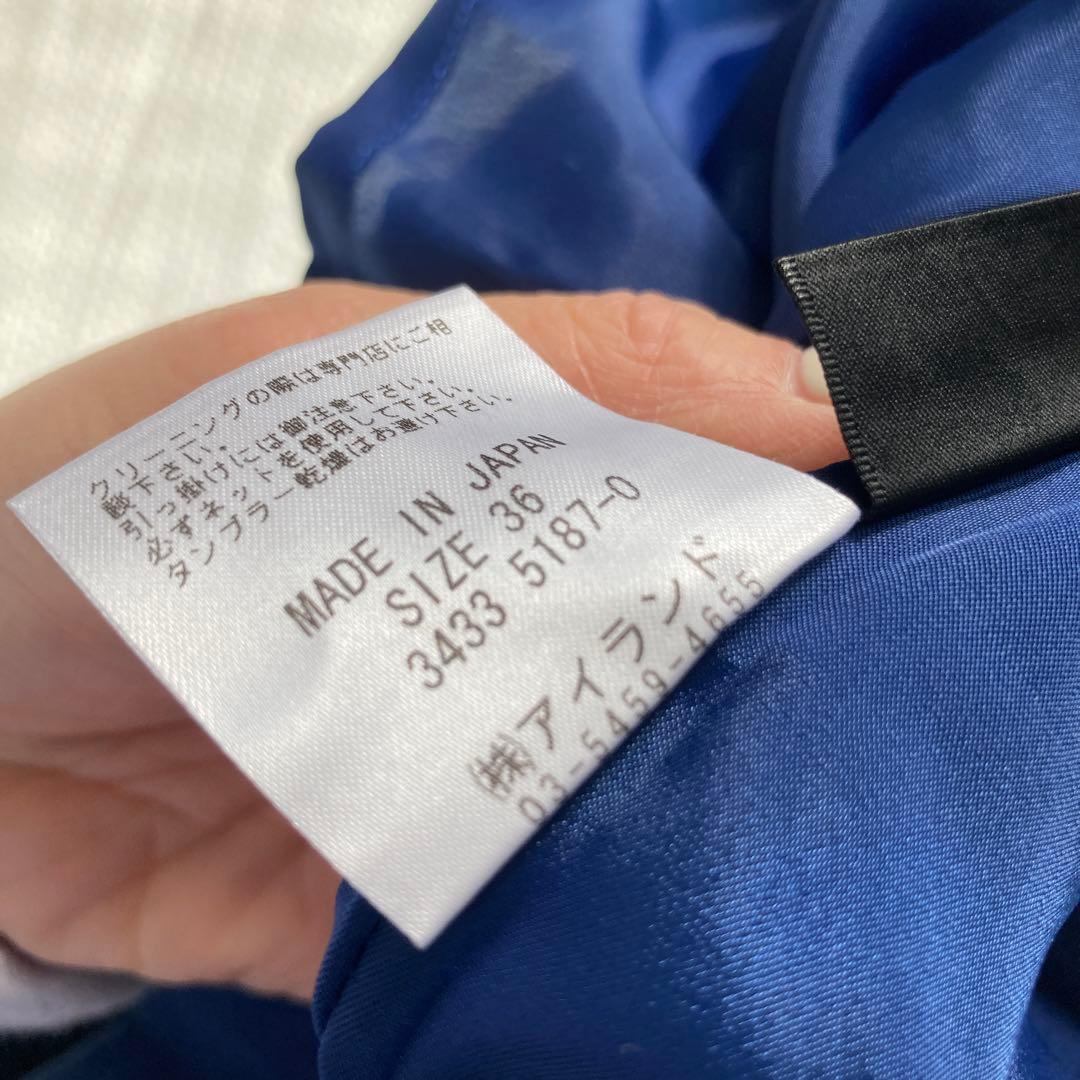 クリーニングの際は専門店にご相
談下さい。
引っ掛けには御注意下さい。
必ずネットを使用して下さい。
タンブラー乾燥はお避け下さい。
MADE IN JAPAN
SIZE 36
3433 5187-0
㈱アイランド
03-5459-4655